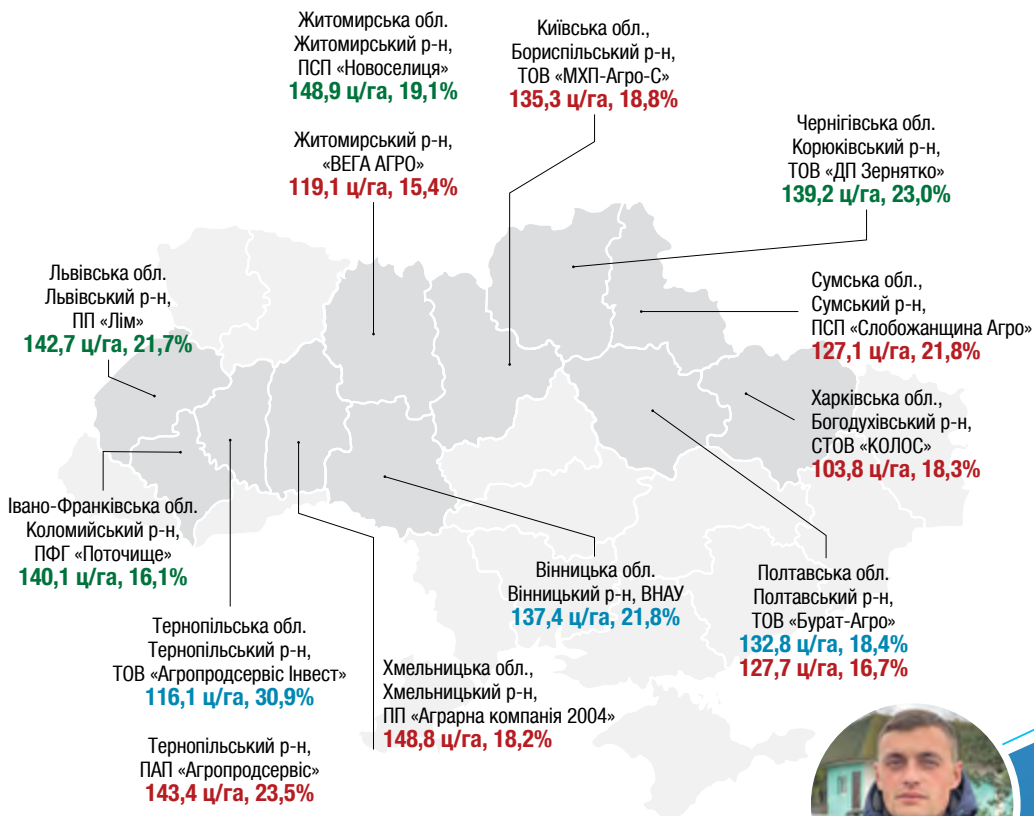 Житомирська обл.
Житомирський р-н,
ПСП «Новоселиця»
148,9 ц/га, 19,1%
Житомирський р-н,
«ВЕГА АГРО»
119,1 ц/га, 15,4%
Київська обл.,
Бориспільський р-н,
ТОВ «МХП-Агро-С»
135,3 ц/га, 18,8%
Чернігівська обл.
Корюківський р-н,
ТОВ «ДП Зернятко»
139,2 ц/га, 23,0%
Львівська обл.
Львівський р-н,
ПП «Лім»
142,7 ц/га, 21,7%
Сумська обл.,
Сумський р-н,
ПСП «Слобожанщина Агро»
127,1 ц/га, 21,8%
Харківська обл.,
Богодухівський р-н,
СТОВ «КОЛОС»
103,8 ц/га, 18,3%
Івано-Франківська обл.
Коломийський р-н,
ПФГ «Поточище»
140,1 ц/га, 16,1%
Вінницька обл.
Вінницький р-н, ВНАУ
137,4 ц/га, 21,8%
Полтавська обл.
Полтавський р-н,
ТОВ «Бурат-Агро»
132,8 ц/га, 18,4%
127,7 ц/га, 16,7%
Тернопільська обл.
Тернопільський р-н,
ТОВ «Агропродсервіс Інвест»
116,1 ц/га, 30,9%
Тернопільський р-н,
ПАП «Агропродсервіс»
143,4 ц/га, 23,5%
Хмельницька обл.,
Хмельницький р-н,
ПП «Аграрна компанія 2004»
148,8 ц/га, 18,2%